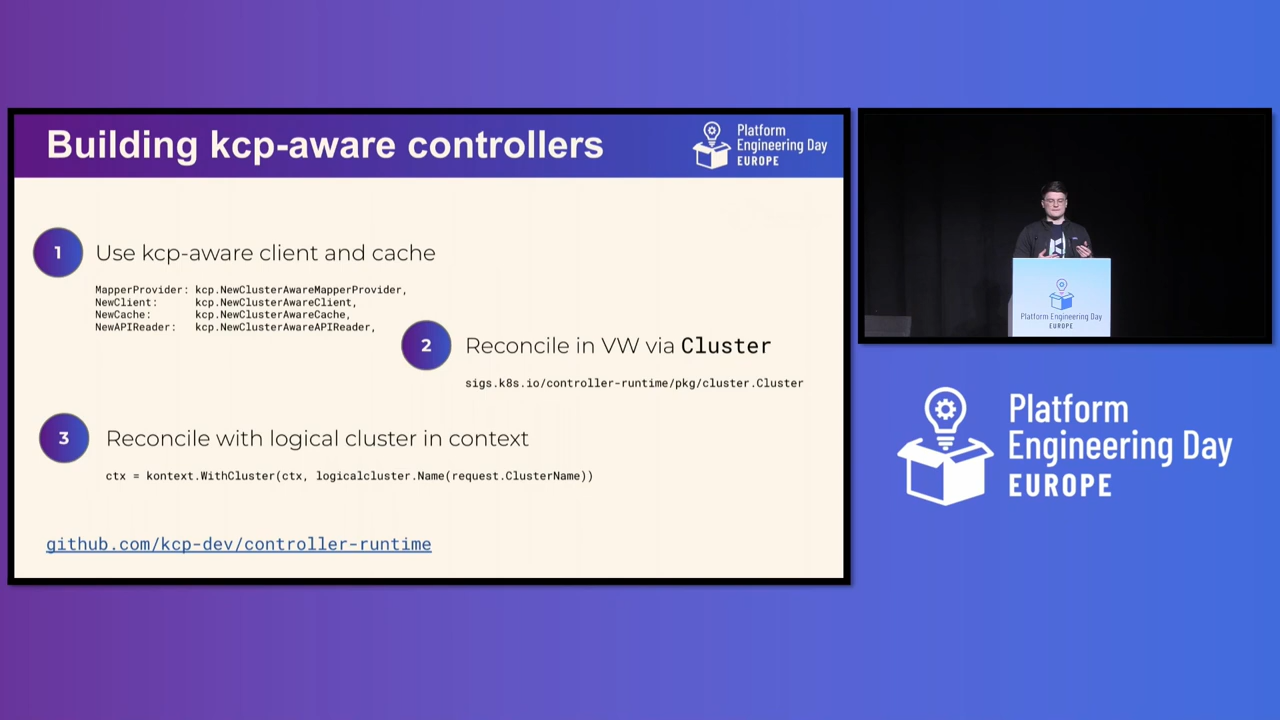 Building kcp-aware controllers
Platform
Engineering Day
EUROPE
1
Use kcp-aware client and cache
MapperProvider: kcp.NewClusterAwareMapperProvider,
NewClient: kcp.NewClusterAwareClient,
NewCache: kcp.NewClusterAwareCache,
NewAPIReader: kcp.NewClusterAwareAPIReader,
2
Reconcile in VW via Cluster
sigs.k8s.io/controller-runtime/pkg/cluster.Cluster
3
Reconcile with logical cluster in context
ctx = kontext.WithCluster(ctx, logicalcluster.Name(request.ClusterName))
github.com/kcp-dev/controller-runtime
Platform Engineering Day
EUROPE
Platform
Engineering Day
EUROPE